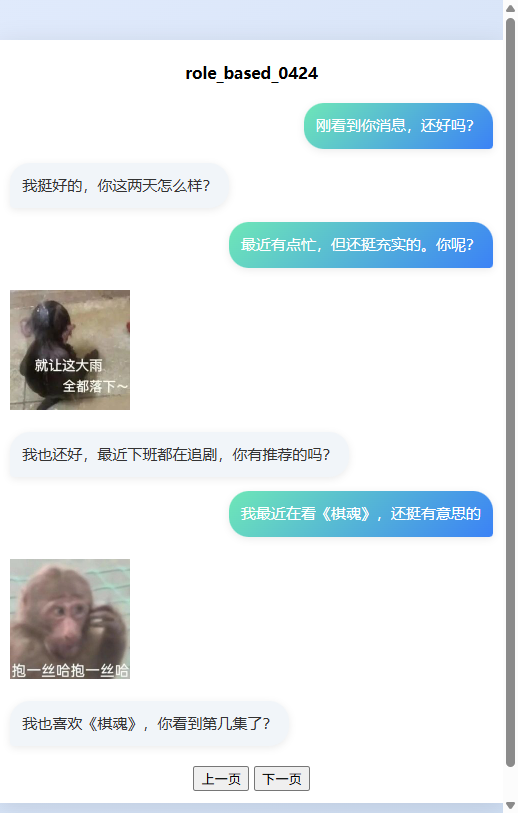 role_based_0424
刚看到你消息，还好吗？
我挺好的，你这两天怎么样？
最近有点忙，但还挺充实的。你呢？
就让这大雨
全都落下~
我也还好，最近下班都在追剧，你有推荐的吗？
我最近在看《棋魂》，还挺有意思的
抱一丝哈抱一丝哈
我也喜欢《棋魂》，你看到第几集了？
上一页 下一页